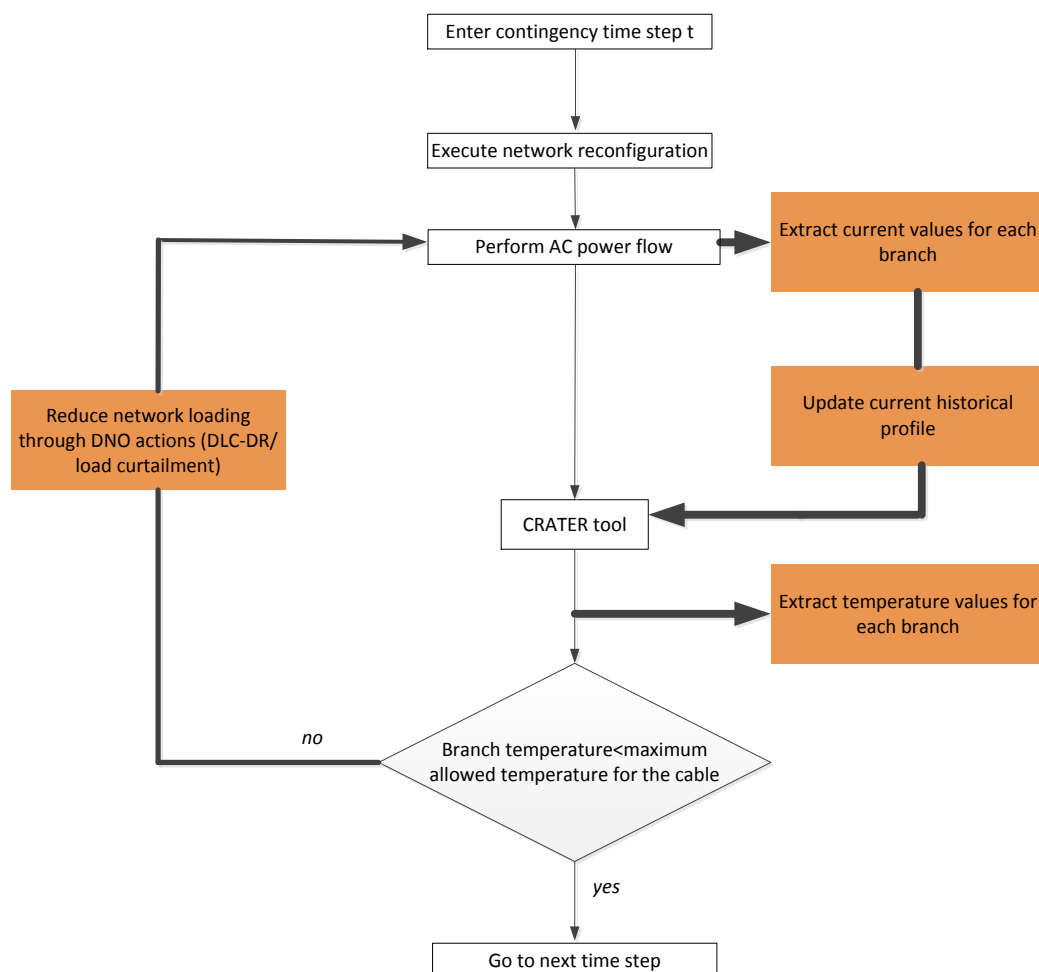 Enter contingency time step t
Execute network reconfiguration
Perform AC power flow
Extract current values for each
branch
Reduce network loading
through DNO actions (DLC-DR/
load curtailment)
Update current historical
profile
CRATER tool
Extract temperature values for
each branch
no
Branch temperature<maximum
allowed temperature for the cable
yes
Go to next time step